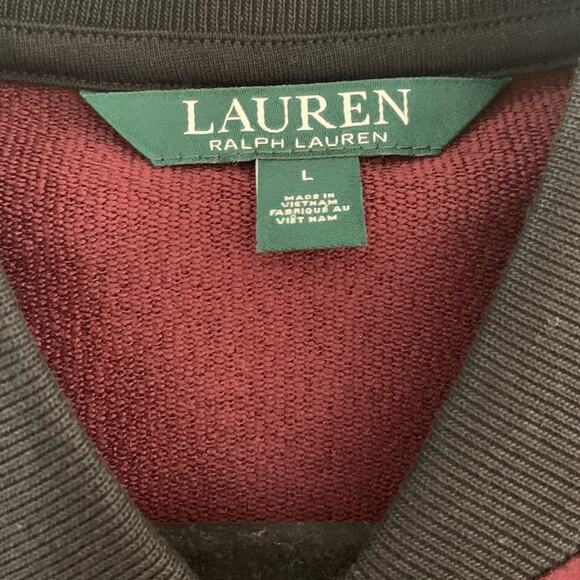 LAUREN
RALPH LAUREN
L
MADE IN
VIETNAM
FABRIQUÉ AU
VIÊT NAM